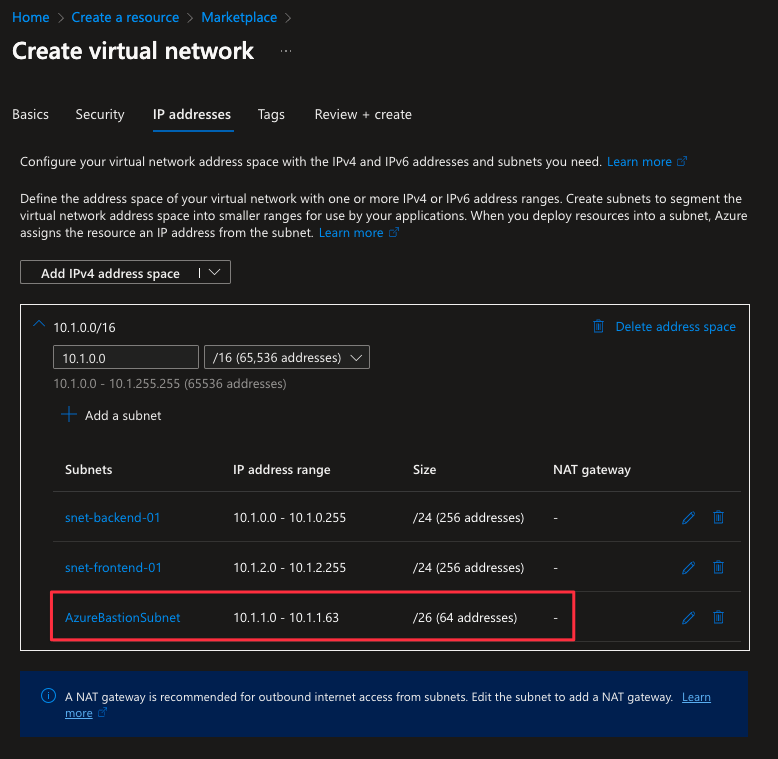 Home > Create a resource > Marketplace >
Create virtual network ...
Basics Security IP addresses Tags Review + create
Configure your virtual network address space with the IPv4 and IPv6 addresses and subnets you need. Learn more
Define the address space of your virtual network with one or more IPv4 or IPv6 address ranges. Create subnets to segment the
virtual network address space into smaller ranges for use by your applications. When you deploy resources into a subnet, Azure
assigns the resource an IP address from the subnet. Learn more
Add IPv4 address space |
10.1.0.0/16 Delete address space
10.1.0.0 /16 (65,536 addresses)
10.1.0.0 - 10.1.255.255 (65536 addresses)
+ Add a subnet
Subnets IP address range Size NAT gateway
snet-backend-01 10.1.0.0 - 10.1.0.255 /24 (256 addresses) -
snet-frontend-01 10.1.2.0 - 10.1.2.255 /24 (256 addresses) -
AzureBastionSubnet 10.1.1.0 - 10.1.1.63 /26 (64 addresses) -
A NAT gateway is recommended for outbound internet access from subnets. Edit the subnet to add a NAT gateway. Learn
more